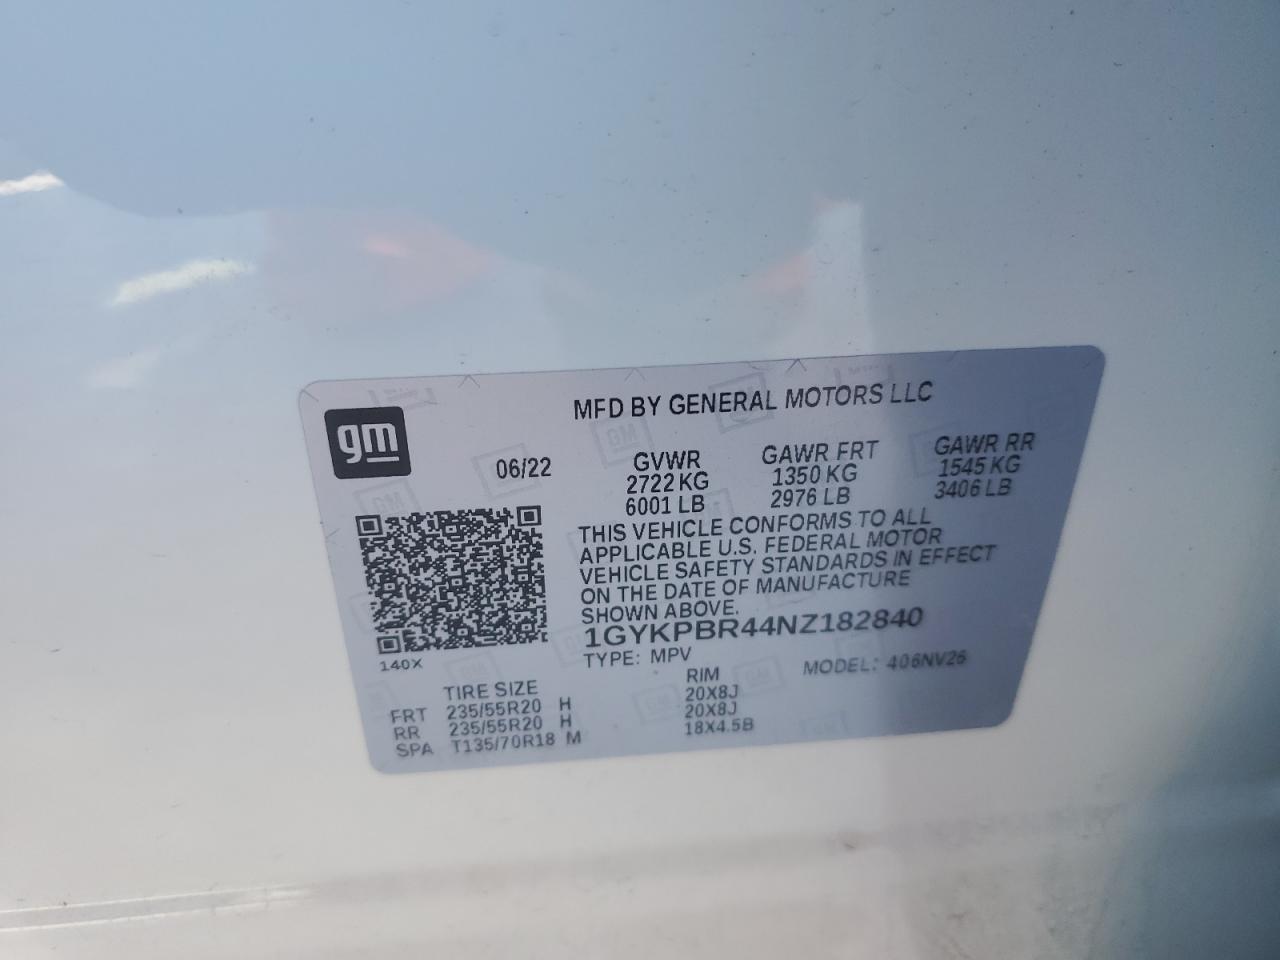 MFD BY GENERAL MOTORS LLC
gm
06/22
GVWR GAWR FRT GAWR RR
2722 KG 1350 KG 1545 KG
6001 LB 2976 LB 3406 LB
THIS VEHICLE CONFORMS TO ALL
APPLICABLE U.S. FEDERAL MOTOR
VEHICLE SAFETY STANDARDS IN EFFECT
ON THE DATE OF MANUFACTURE
SHOWN ABOVE.
1GYKPBR44NZ182840
140X
TYPE: MPV MODEL: 406NV26
TIRE SIZE RIM
FRT 235/55R20 H 20X8J
RR 235/55R20 H 20X8J
SPA T135/70R18 M 18X4.5B